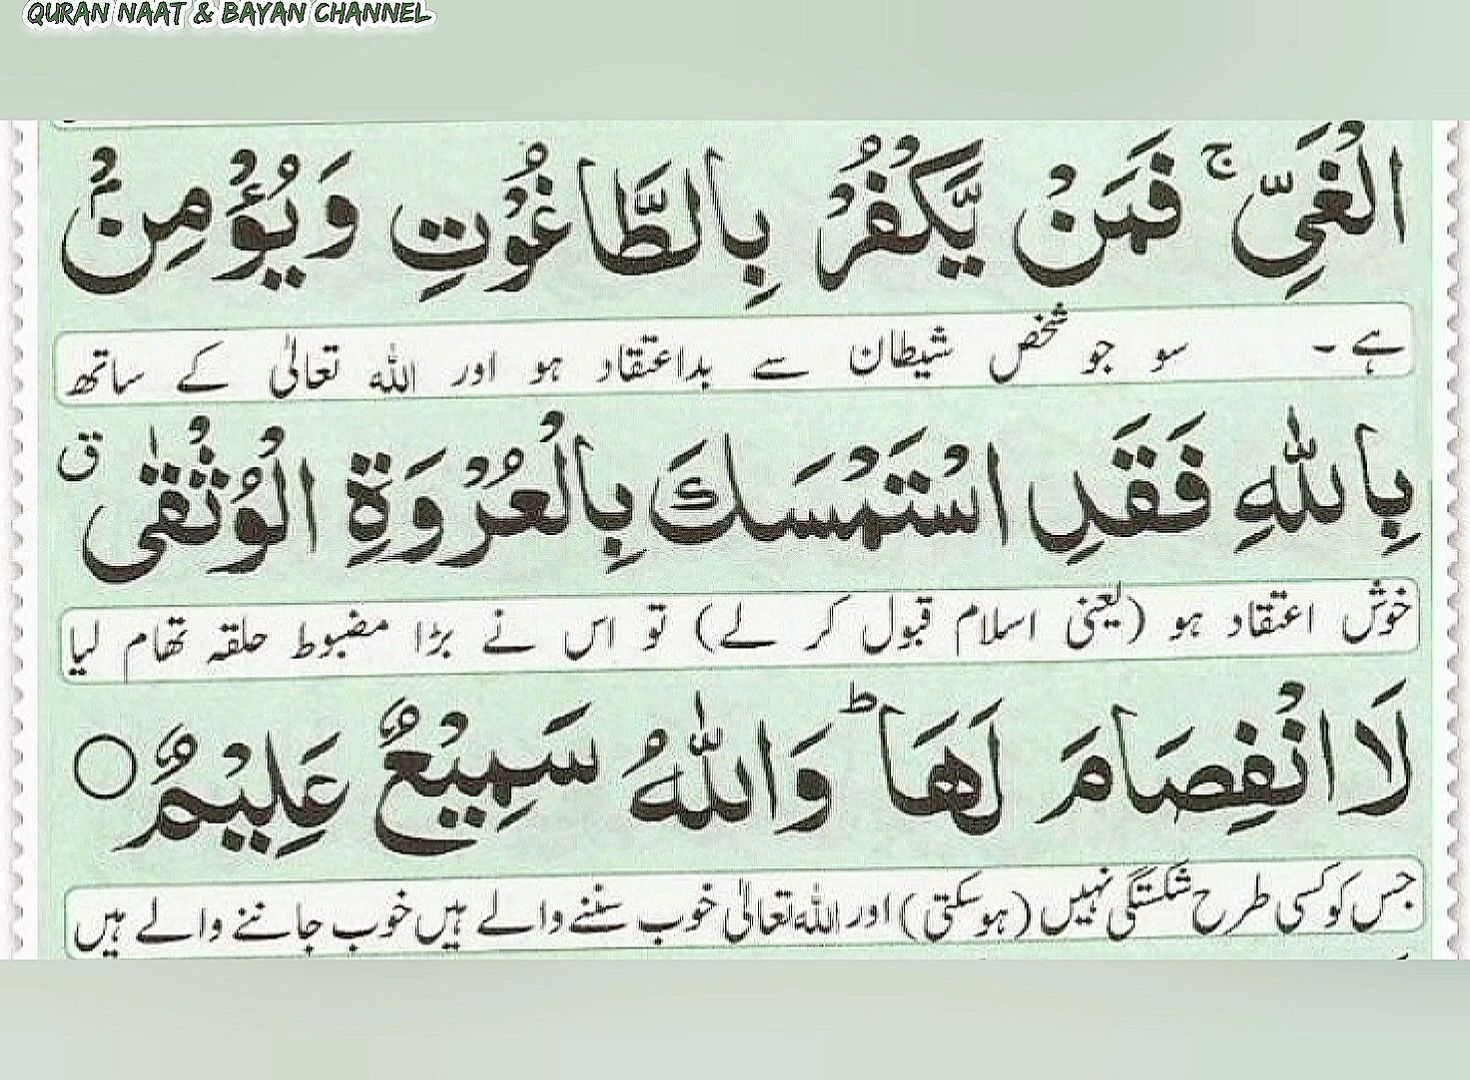 QURAN NAAT & BAYAN CHANNEL
الْغَیِّ ۚ فَمَنْ یَّكْفُرْ بِالطَّاغُوْتِ وَیُؤْمِنْۢ
ہے۔ سو جو شخص شیطان سے بداعتقاد ہو اور اللہ تعالیٰ کے ساتھ
بِاللّٰهِ فَقَدِ اسْتَمْسَكَ بِالْعُرْوَةِ الْوُثْقٰی ۗ
خوش اعتقاد ہو (یعنی اسلام قبول کر لے) تو اس نے بڑا مضبوط حلقہ تھام لیا
لَا انْفِصَامَ لَهَا ؕ وَاللّٰهُ سَمِیْعٌ عَلِیْمٌ ○
جس کو کسی طرح شکستگی نہیں (ہوسکتی) اور اللہ تعالیٰ خوب سننے والے ہیں خوب جاننے والے ہیں